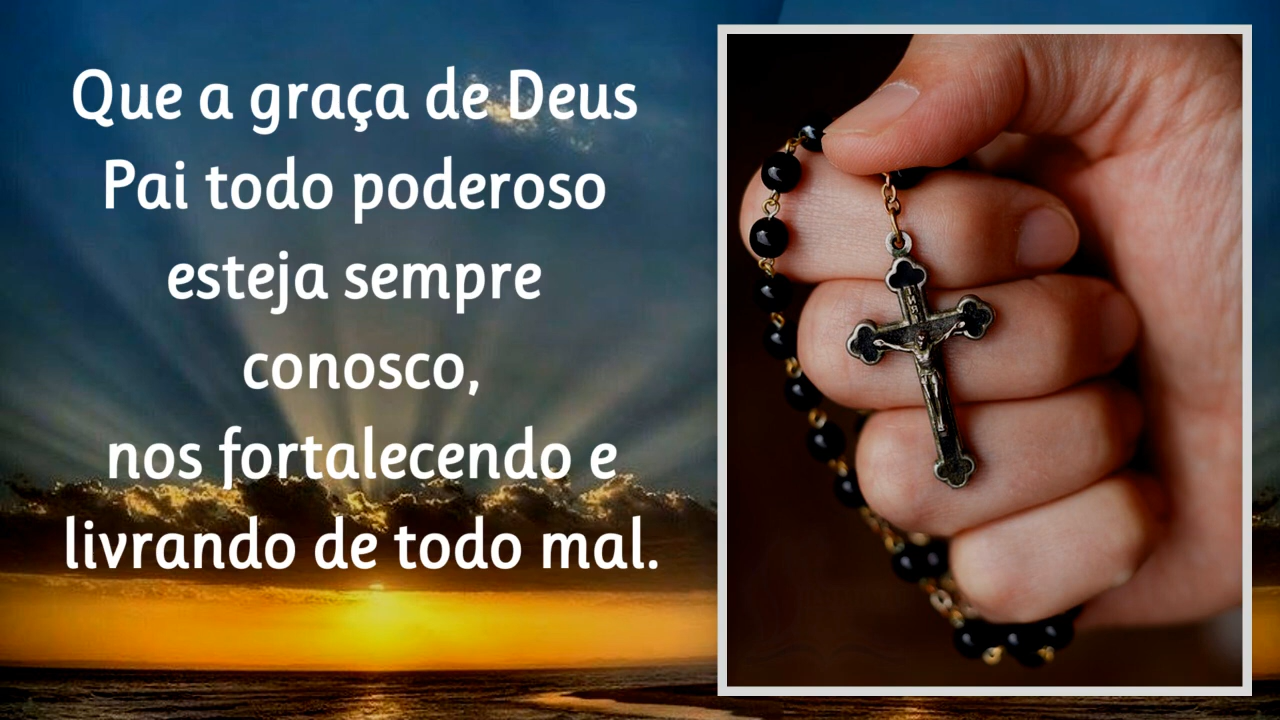 Que a graça de Deus
Pai todo poderoso
esteja sempre
conosco,
nos fortalecendo e
livrando de todo mal.